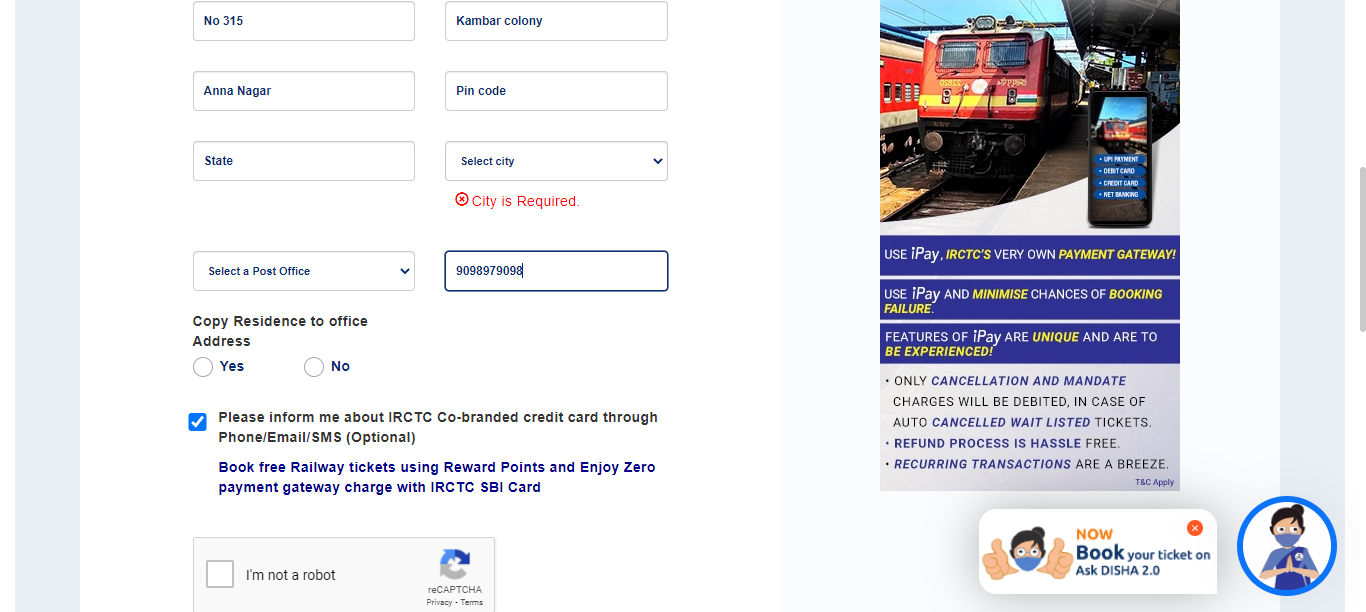 No 315
Kambar colony
Anna Nagar
Pin code
State
Select city
City is Required.
Select a Post Office
9098979098
Copy Residence to office
Address
Yes
No
Please inform me about IRCTC Co-branded credit card through
Phone/Email/SMS (Optional)
Book free Railway tickets using Reward Points and Enjoy Zero
payment gateway charge with IRCTC SBI Card
I'm not a robot
reCAPTCHA
Privacy - Terms
• UPI PAYMENT
• DEBIT CARD
• CREDIT CARD
• NET BANKING
USE iPay, IRCTC'S VERY OWN PAYMENT GATEWAY!
USE iPay AND MINIMISE CHANCES OF BOOKING
FAILURE.
FEATURES OF iPay ARE UNIQUE AND ARE TO
BE EXPERIENCED!
• ONLY CANCELLATION AND MANDATE
CHARGES WILL BE DEBITED, IN CASE OF
AUTO CANCELLED WAIT LISTED TICKETS.
• REFUND PROCESS IS HASSLE FREE.
• RECURRING TRANSACTIONS ARE A BREEZE.
T&C Apply
NOW
Book your ticket on
Ask DISHA 2.0